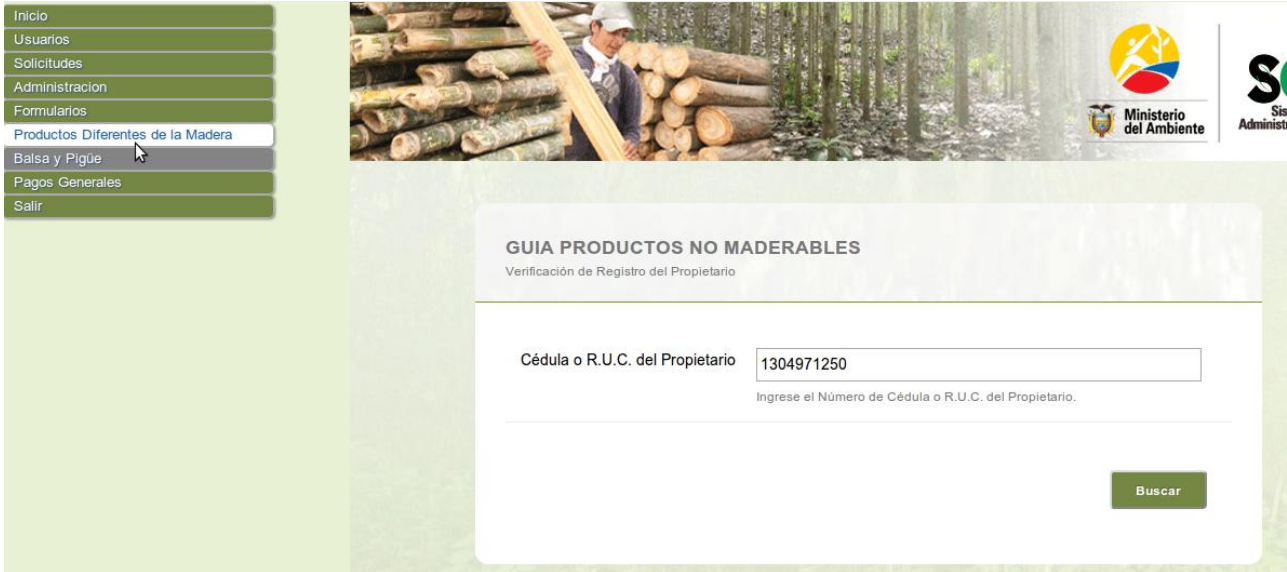 Inicio
Usuarios
Solicitudes
Administracion
Formularios
Productos Diferentes de la Madera
Balsa y Pigüe
Pagos Generales
Salir
Ministerio
del Ambiente
GUIA PRODUCTOS NO MADERABLES
Verificación de Registro del Propietario
Cédula o R.U.C. del Propietario
1304971250
Ingrese el Número de Cédula o R.U.C. del Propietario.
Buscar